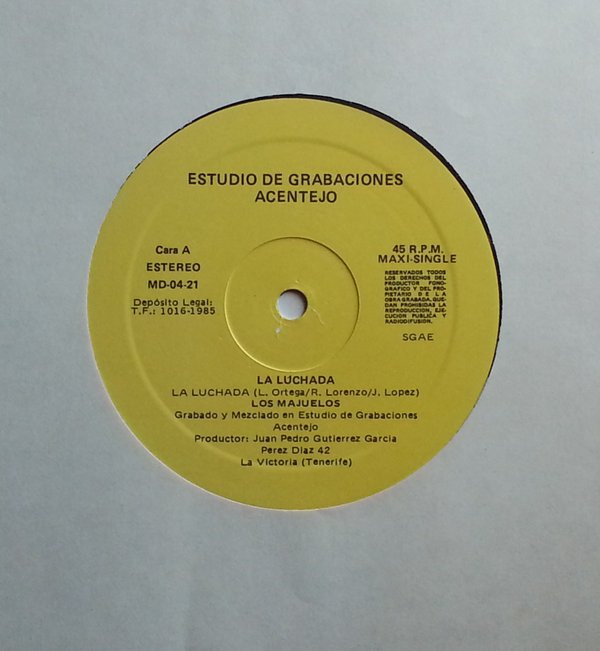 ESTUDIO DE GRABACIONES
ACENTEJO
Cara A
ESTEREO
MD-04-21
Depósito Legal:
T.F.: 1016-1985
45 R.P.M.
MAXI-SINGLE
RESERVADOS TODOS
LOS DERECHOS DEL
PRODUCTOR FONO-
GRAFICO Y DEL PRO-
PIETARIO DE LA
OBRA GRABADA. QUE-
DAN PROHIBIDAS LA
REPRODUCCION, EJE-
CUCION PUBLICA Y
RADIODIFUSION.
SGAE
LA LUCHADA
LA LUCHADA (L. Ortega/R. Lorenzo/J. Lopez)
LOS MAJUELOS
Grabado y Mezclado en Estudio de Grabaciones
Acentejo
Productor: Juan Pedro Gutierrez Garcia
Perez Diaz 42
La Victoria (Tenerife)